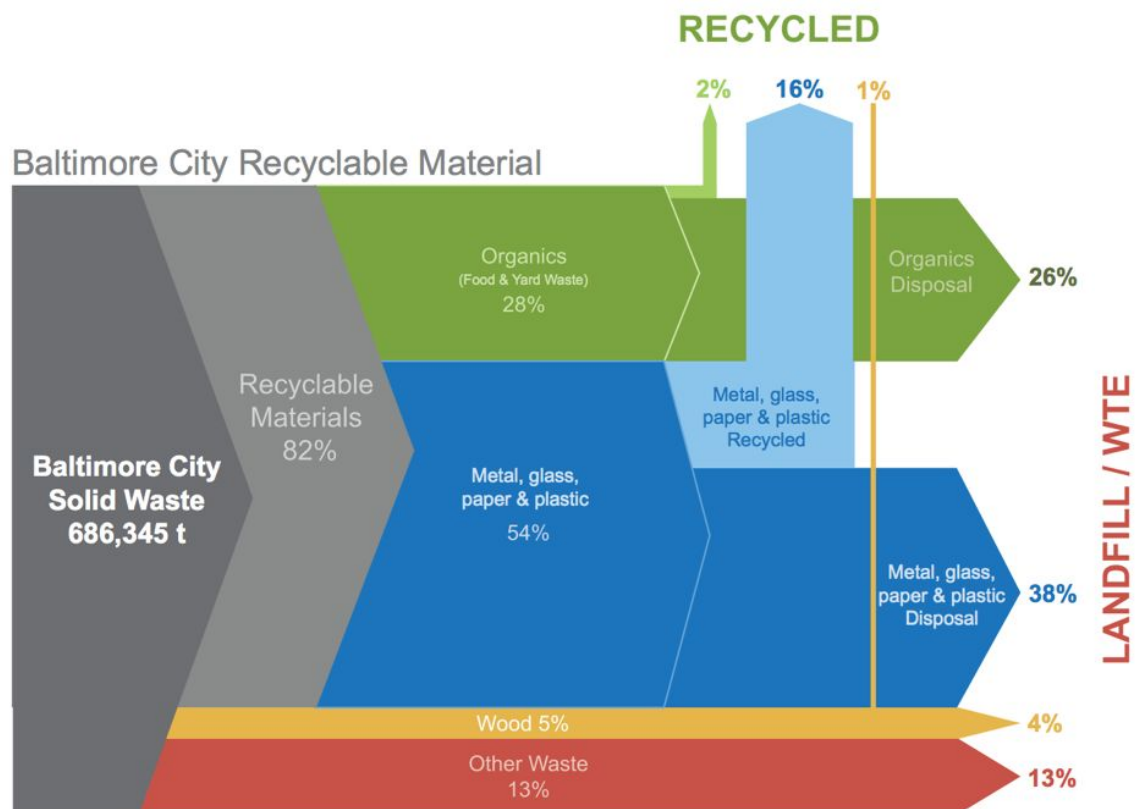 RECYCLED
2%
16%
1%
Baltimore City Recyclable Material
Organics
(Food & Yard Waste)
28%
Organics
Disposal
26%
Recyclable
Materials
82%
Metal, glass,
paper & plastic
Recycled
Baltimore City
Solid Waste
686,345 t
Metal, glass,
paper & plastic
54%
Metal, glass,
paper & plastic
Disposal
38%
LANDFILL / WTE
Wood 5%
4%
Other Waste
13%
13%